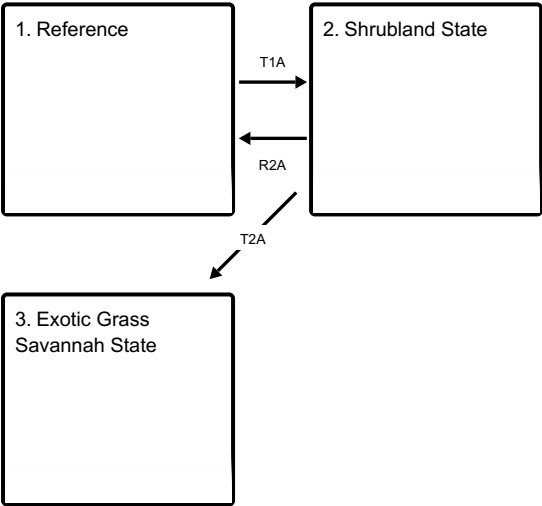 1. Reference
2. Shrubland State
T1A
R2A
T2A
3. Exotic Grass
Savannah State